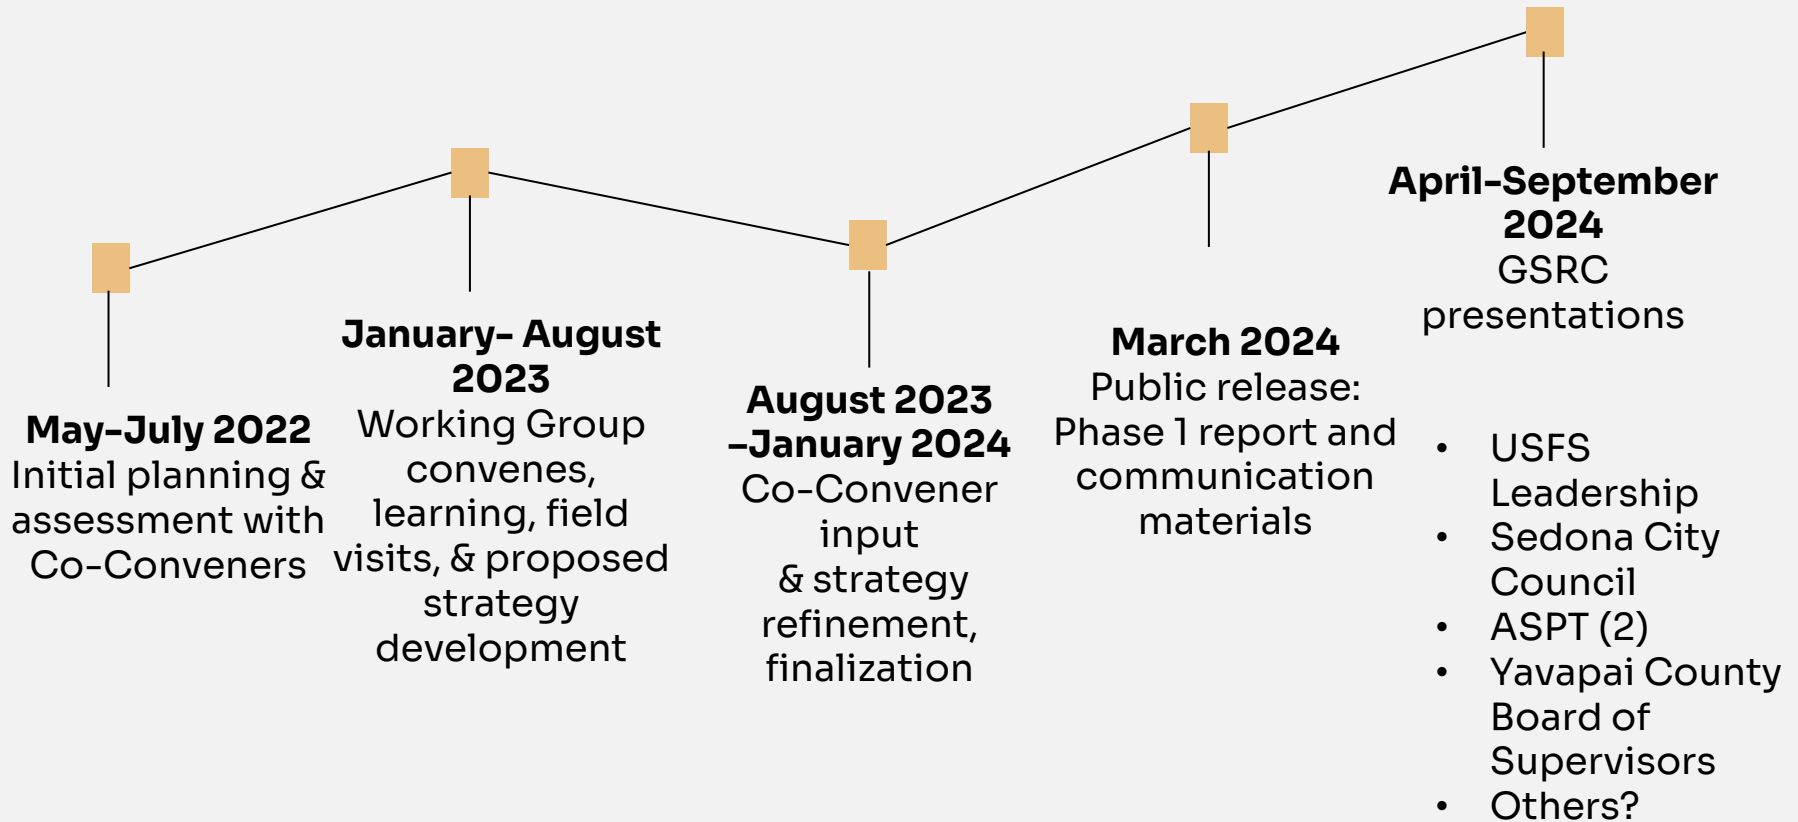 May-July 2022
Initial planning &
assessment with
Co-Conveners
January- August
2023
Working Group
convenes,
learning, field
visits, & proposed
strategy
development
August 2023
–January 2024
Co-Convener
input
& strategy
refinement,
finalization
March 2024
Public release:
Phase 1 report and
communication
materials
April-September
2024
GSRC
presentations
• USFS
Leadership
• Sedona City
Council
• ASPT (2)
• Yavapai County
Board of
Supervisors
• Others?